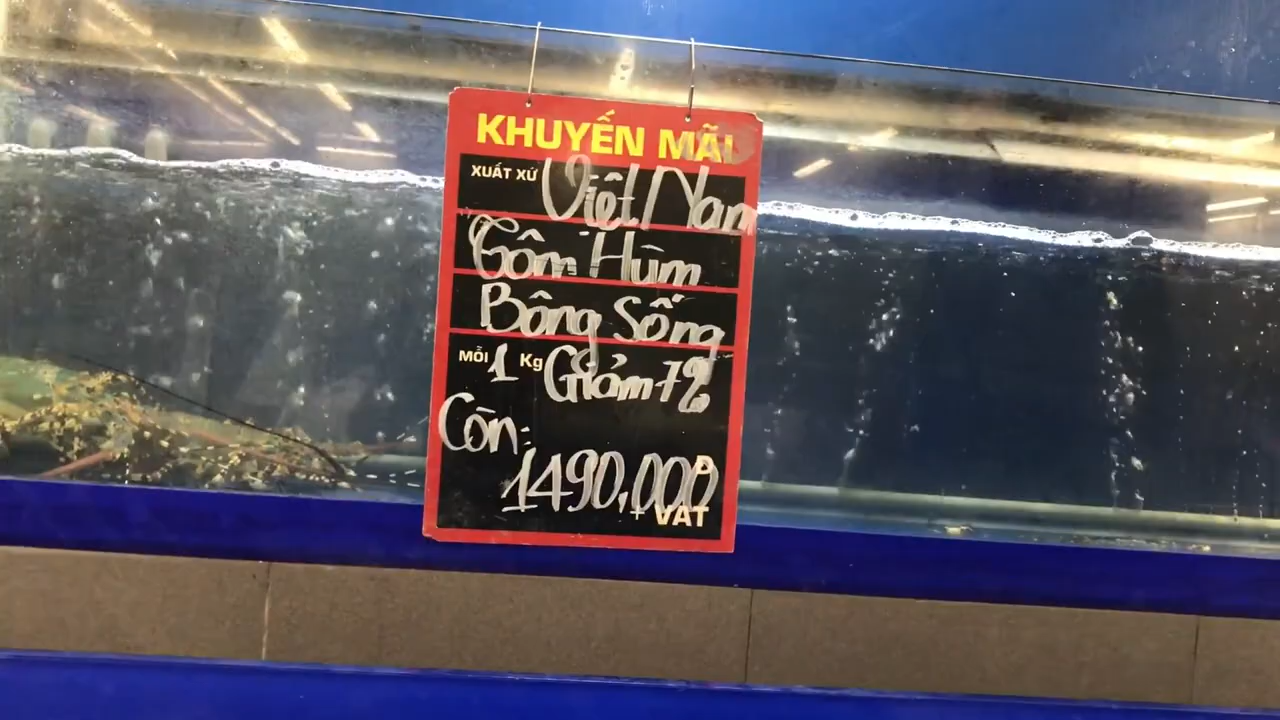 KHUYẾN MÃI
XUẤT XỨ Việt Nam
Tôm Hùm
Bông Sống
MỖI 1 Kg Giảm 7%
Còn:
1490,000 Đ
+ VAT